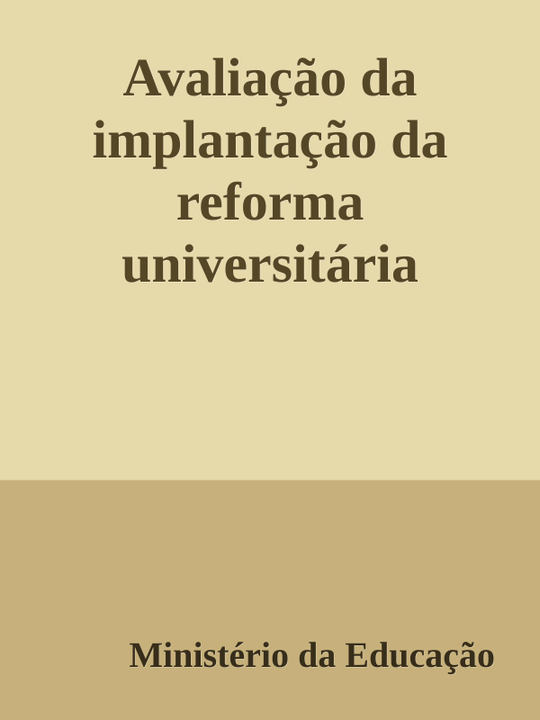 Avaliação da
implantação da
reforma
universitária
Ministério da Educação